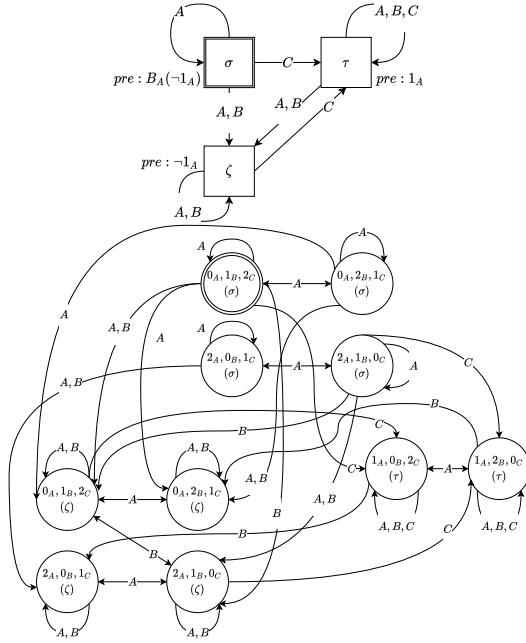 A
A, B, C
σ
C
τ
pre : B_A(¬1_A)
pre : 1_A
A, B
A, B
C
pre : ¬1_A
ζ
A, B
A
A
0_A, 1_B, 2_C
(σ)
A
0_A, 2_B, 1_C
(σ)
A
A, B
A
A
2_A, 0_B, 1_C
(σ)
A
2_A, 1_B, 0_C
(σ)
A
C
A, B
B
C
B
A, B
A, B
C
1_A, 0_B, 2_C
(τ)
A
1_A, 2_B, 0_C
(τ)
0_A, 1_B, 2_C
(ζ)
A
0_A, 2_B, 1_C
(ζ)
A, B
A, B
B
A, B, C
A, B, C
B
C
B
2_A, 0_B, 1_C
(ζ)
A
2_A, 1_B, 0_C
(ζ)
A, B
A, B